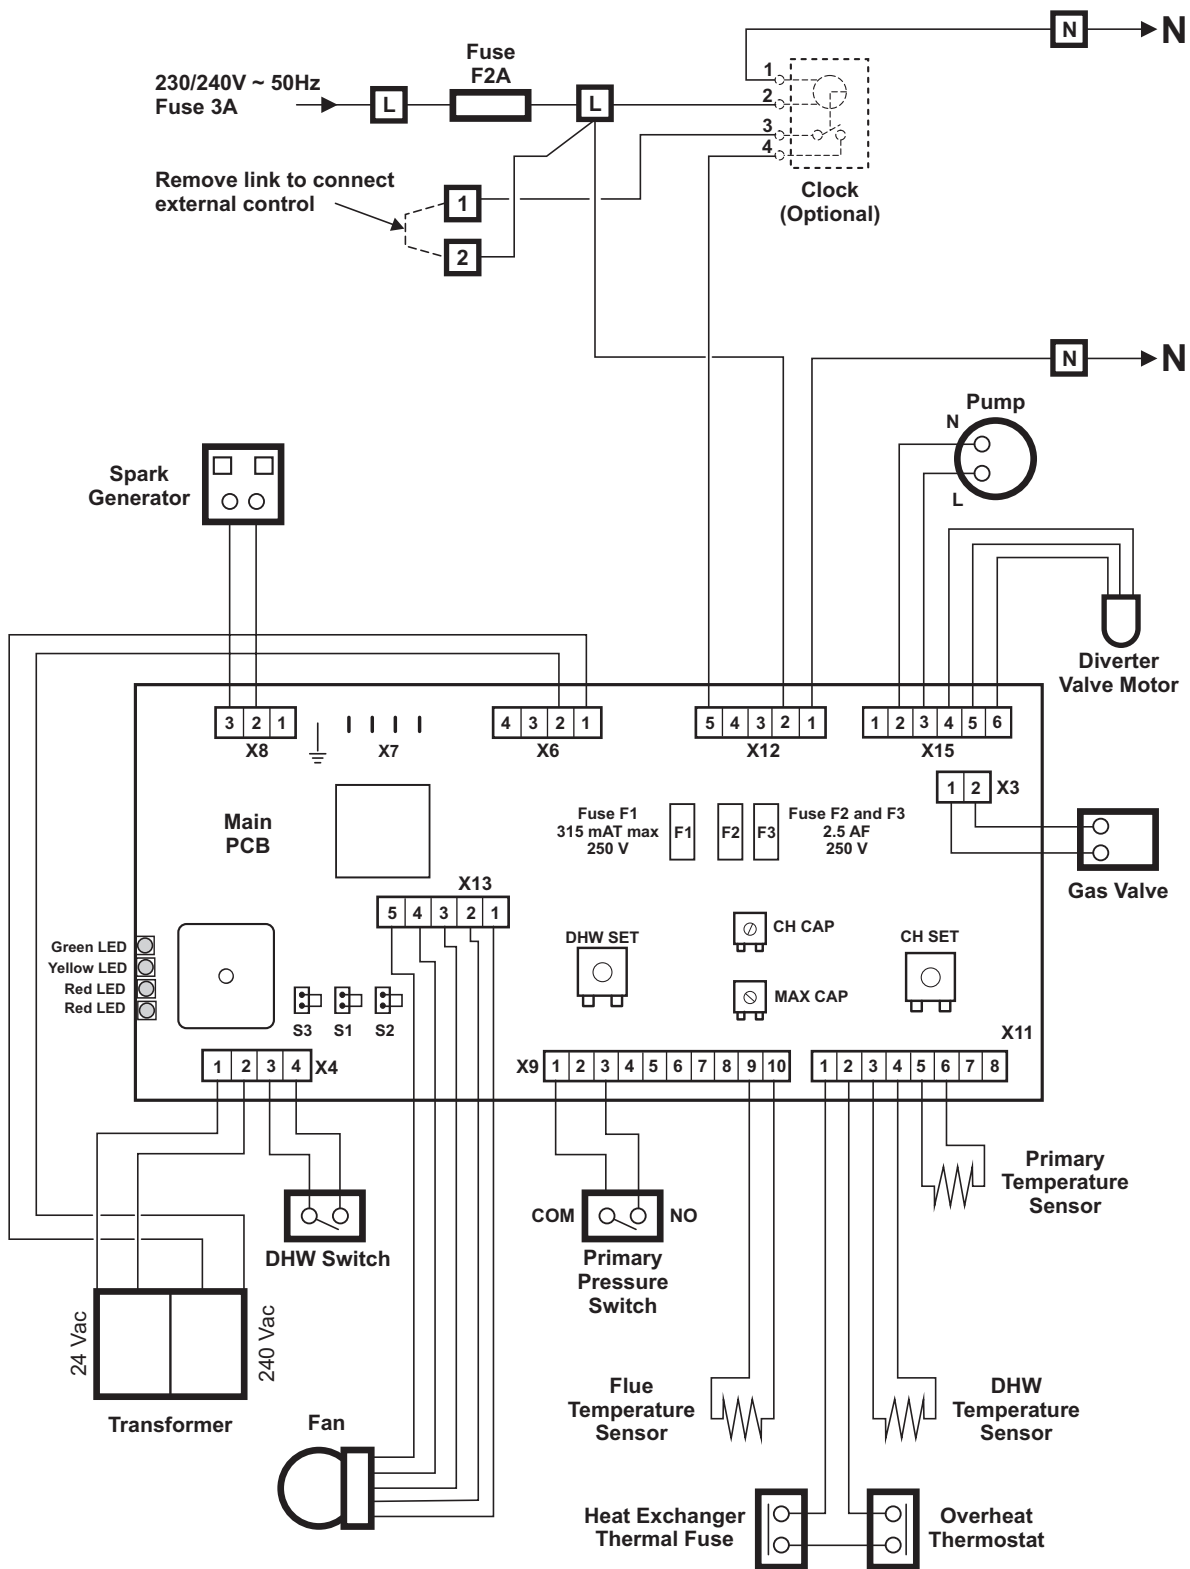 N
N
230/240V ~ 50Hz
Fuse 3A
L
Fuse
F2A
L
1
2
3
4
Clock
(Optional)
Remove link to connect
external control
1
2
N
N
Pump
N
L
Spark
Generator
Diverter
Valve Motor
3 2 1
X8
X7
4 3 2 1
X6
5 4 3 2 1
X12
1 2 3 4 5 6
X15
1 2
X3
Gas Valve
Main
PCB
Fuse F1
315 mAT max
250 V
F1
F2
F3
Fuse F2 and F3
2.5 AF
250 V
X13
5 4 3 2 1
Green LED
Yellow LED
Red LED
Red LED
S3
S1
S2
DHW SET
CH CAP
MAX CAP
CH SET
1 2 3 4
X4
X9
1 2 3 4 5 6 7 8 9 10
X11
1 2 3 4 5 6 7 8
DHW Switch
COM
NO
Primary
Pressure
Switch
Primary
Temperature
Sensor
24 Vac
240 Vac
Transformer
Fan
Flue
Temperature
Sensor
DHW
Temperature
Sensor
Heat Exchanger
Thermal Fuse
Overheat
Thermostat